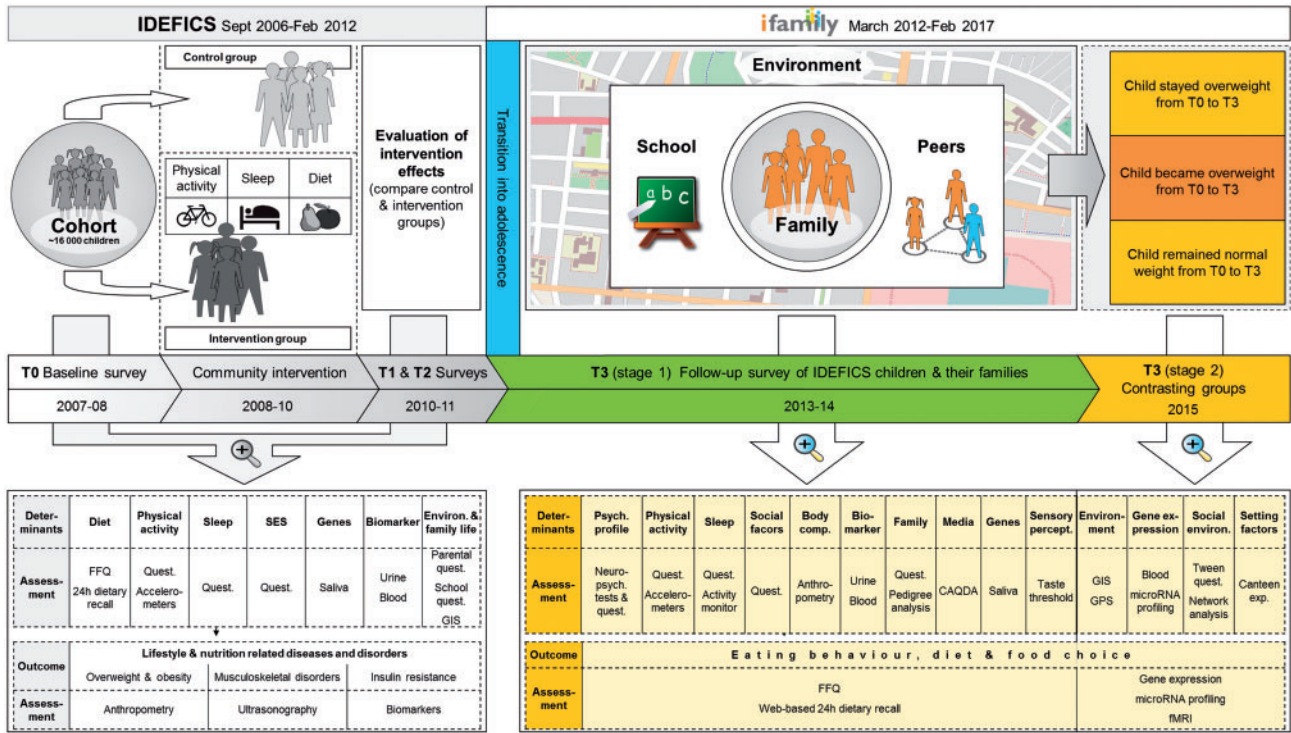 IDEFICS Sept 2006-Feb 2012
ifamily March 2012-Feb 2017
Control group
Cohort
~16 000 children
Physical
activity
Sleep
Diet
Intervention group
Evaluation of
intervention
effects
(compare control
& intervention
groups)
Transition into adolescence
Environment
School
a b c
Family
Peers
Child stayed overweight
from T0 to T3
Child became overweight
from T0 to T3
Child remained normal
weight from T0 to T3
T0 Baseline survey
Community intervention
T1 & T2 Surveys
T3 (stage 1) Follow-up survey of IDEFICS children & their families
T3 (stage 2)
Contrasting groups
2007-08
2008-10
2010-11
2013-14
2015
Deter-
minants
Diet
Physical
activity
Sleep
SES
Genes
Biomarker
Environ. &
family life
Assess-
ment
FFQ
24h dietary
recall
Quest.
Accelero-
meters
Quest.
Quest.
Saliva
Urine
Blood
Parental
quest.
School
quest.
GIS
Outcome
Lifestyle & nutrition related diseases and disorders
Overweight & obesity
Musculoskeletal disorders
Insulin resistance
Assess-
ment
Anthropometry
Ultrasonography
Biomarkers
Deter-
minants
Psych.
profile
Physical
activity
Sleep
Social
facors
Body
comp.
Bio-
marker
Family
Media
Genes
Sensory
percept.
Environ-
ment
Gene ex-
pression
Social
environ.
Setting
factors
Assess-
ment
Neuro-
psych.
tests &
quest.
Quest.
Accelero-
meters
Quest.
Activity
monitor
Quest.
Anthro-
pometry
Urine
Blood
Quest.
Pedigree
analysis
CAQDA
Saliva
Taste
threshold
GIS
GPS
Blood
microRNA
profiling
Tween
quest.
Network
analysis
Canteen
exp.
Outcome
Eating behaviour, diet & food choice
Assess-
ment
FFQ
Web-based 24h dietary recall
Gene expression
microRNA profiling
fMRI